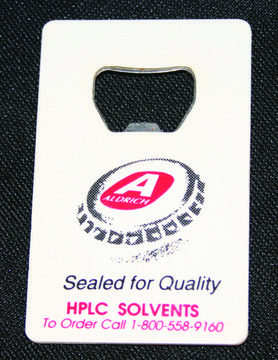 A
ALDRICH
Sealed for Quality
HPLC SOLVENTS
To Order Call 1-800-558-9160